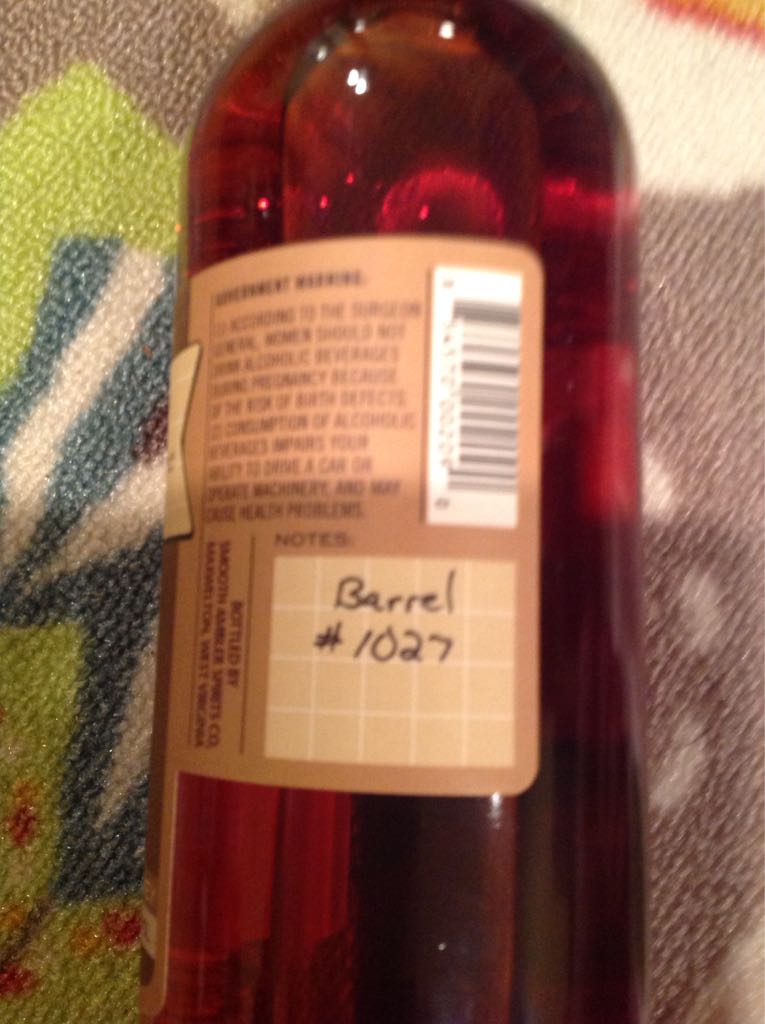 GOVERNMENT WARNING:
(1) ACCORDING TO THE SURGEON
GENERAL, WOMEN SHOULD NOT
DRINK ALCOHOLIC BEVERAGES
DURING PREGNANCY BECAUSE
OF THE RISK OF BIRTH DEFECTS.
(2) CONSUMPTION OF ALCOHOLIC
BEVERAGES IMPAIRS YOUR
ABILITY TO DRIVE A CAR OR
OPERATE MACHINERY, AND MAY
CAUSE HEALTH PROBLEMS.
NOTES:
Barrel
#1027
BOTTLED BY
SMOOTH AMBLER SPIRITS CO.
MAXWELTON, WEST VIRGINIA